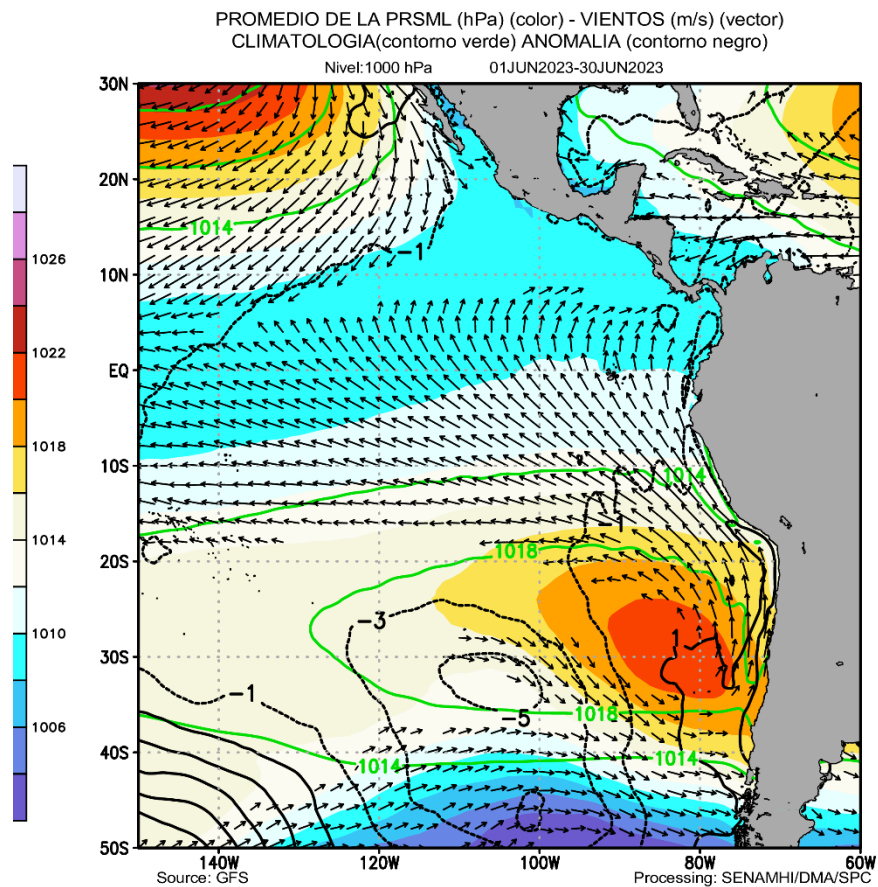 PROMEDIO DE LA PRSML (hPa) (color) - VIENTOS (m/s) (vector)
CLIMATOLOGIA(contorno verde) ANOMALIA (contorno negro)
Nivel:1000 hPa 01JUN2023-30JUN2023
30N
20N
10N
EQ
10S
20S
30S
40S
50S
140W 120W 100W 80W 60W
1026
1022
1018
1014
1010
1006
1014
-1
1014
1
1018
-3
1
-1
-5
1018
1014
1014
Source: GFS
Processing: SENAMHI/DMA/SPC